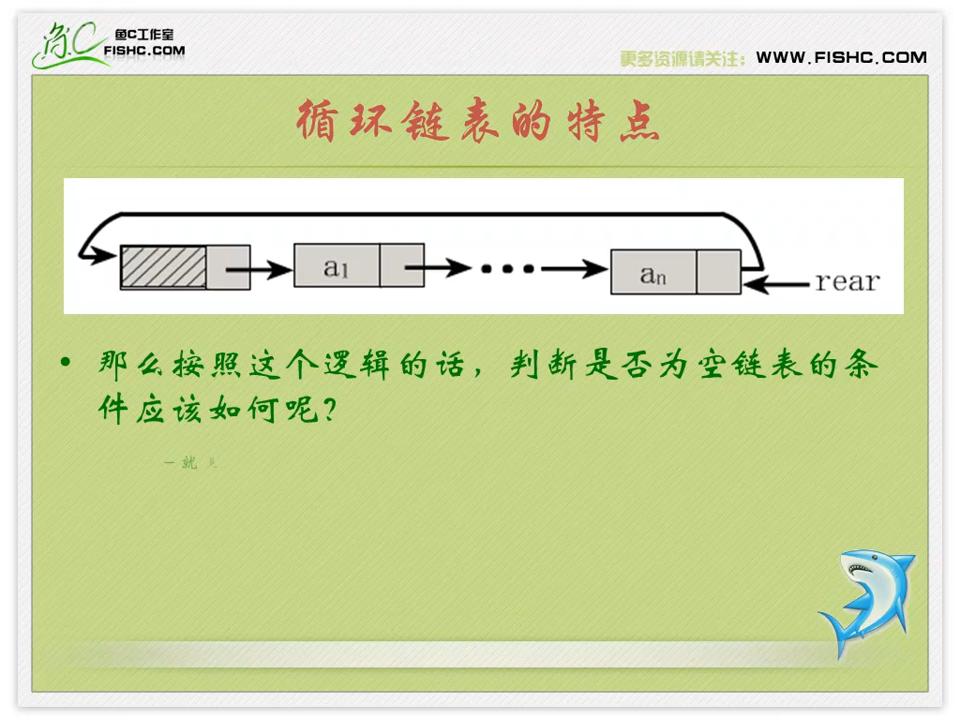 鱼C工作室
FISHC.COM
更多资源请关注：WWW.FISHC.COM
循环链表的特点
a1
an
rear
• 那么按照这个逻辑的话，判断是否为空链表的条
件应该如何呢？
– 就